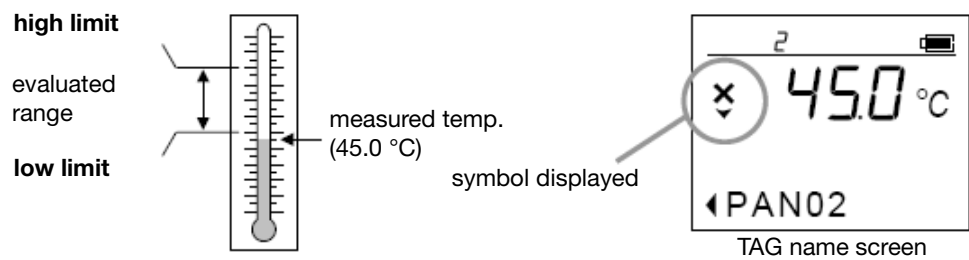 high limit
evaluated
range
low limit
measured temp.
(45.0 °C)
symbol displayed
2
45.0 °C
PAN02
TAG name screen